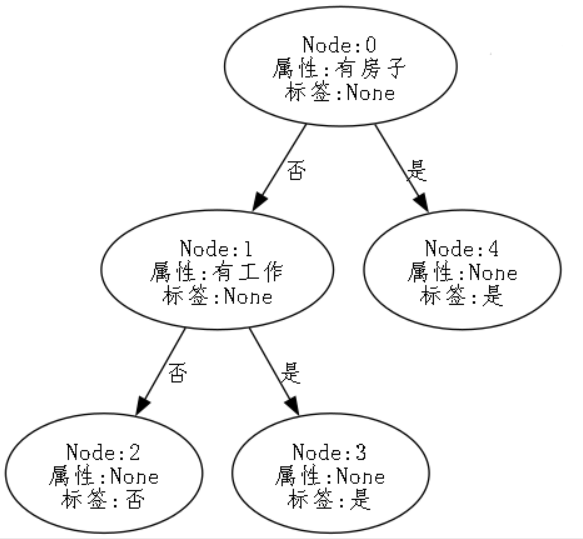 Node:0
属性:有房子
标签:None
否
是
Node:1
属性:有工作
标签:None
Node:4
属性:None
标签:是
否
是
Node:2
属性:None
标签:否
Node:3
属性:None
标签:是